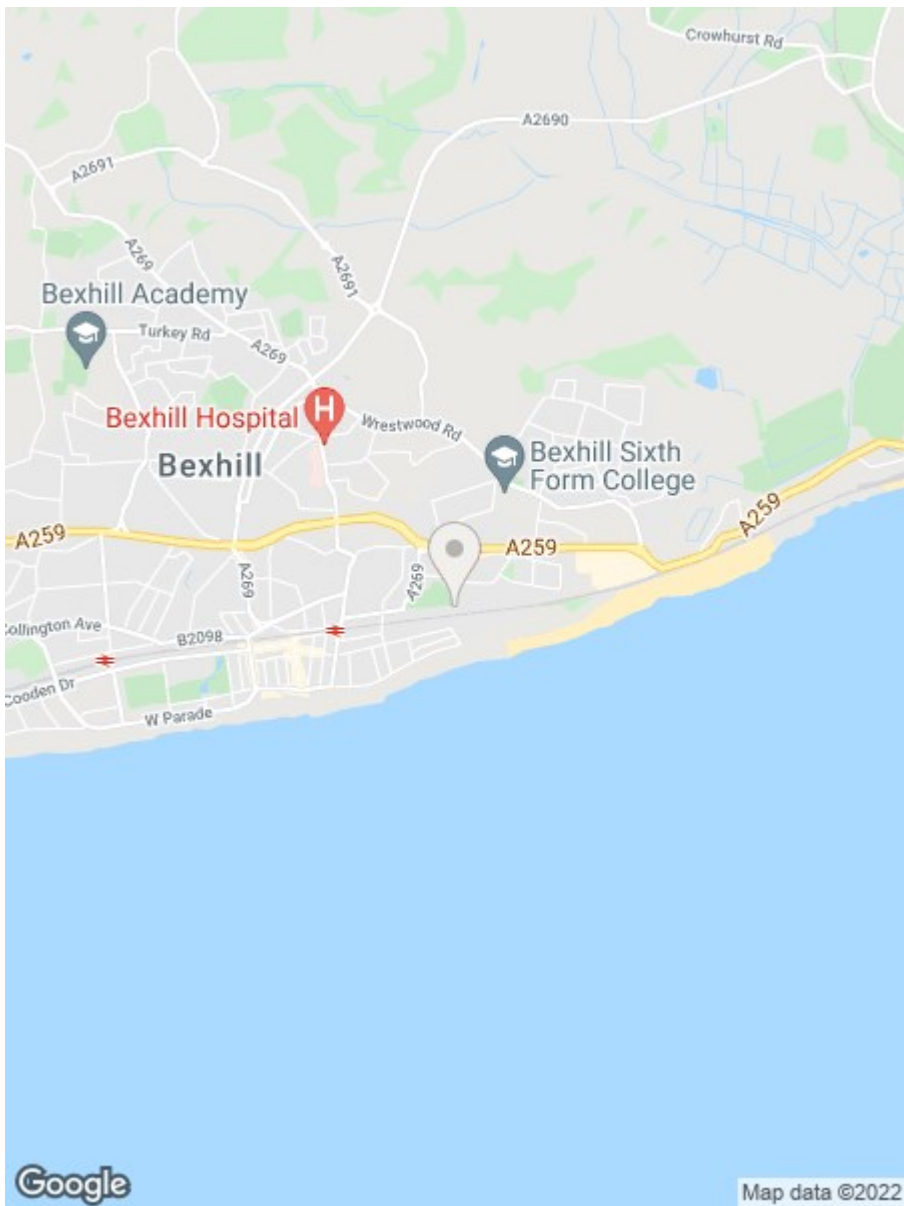 Crowhurst Rd
A2690
A2691
A269
A2691
Bexhill Academy
Turkey Rd
A269
Bexhill Hospital
H
Wrestwood Rd
Bexhill
Bexhill Sixth
Form College
A259
A259
A259
A269
A269
Collington Ave
B2098
Cooden Dr
W Parade
Google
Map data ©2022